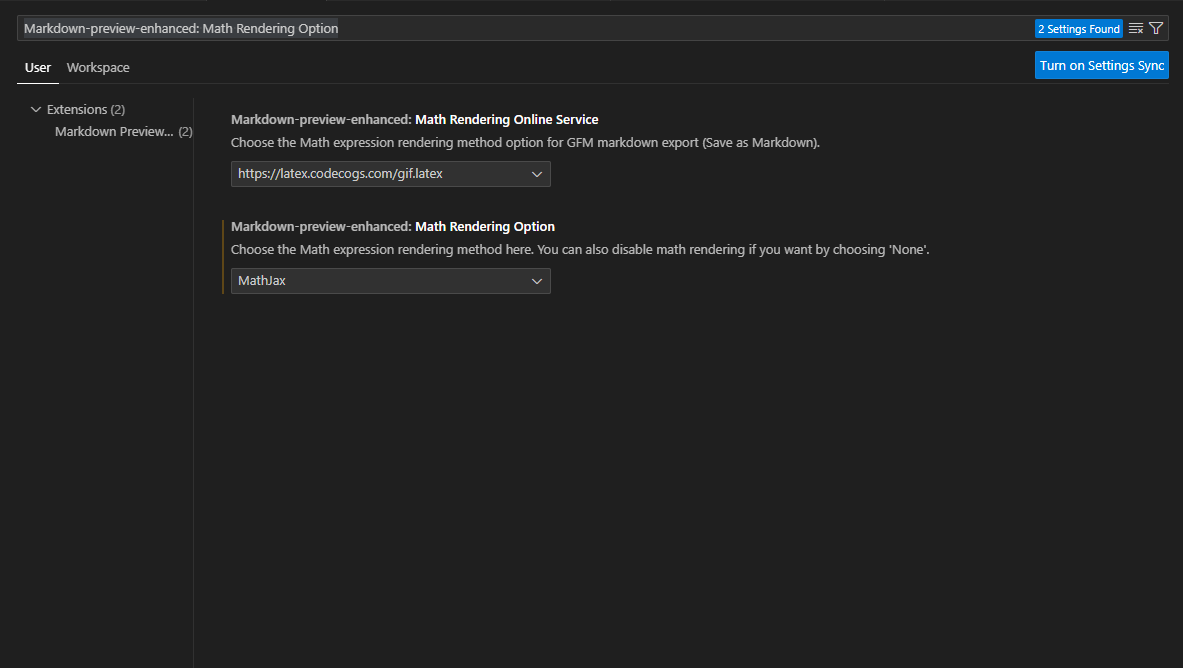 Markdown-preview-enhanced: Math Rendering Option
2 Settings Found
User Workspace
Turn on Settings Sync
Extensions (2)
Markdown Preview... (2)
Markdown-preview-enhanced: Math Rendering Online Service
Choose the Math expression rendering method option for GFM markdown export (Save as Markdown).
https://latex.codecogs.com/gif.latex
Markdown-preview-enhanced: Math Rendering Option
Choose the Math expression rendering method here. You can also disable math rendering if you want by choosing 'None'.
MathJax